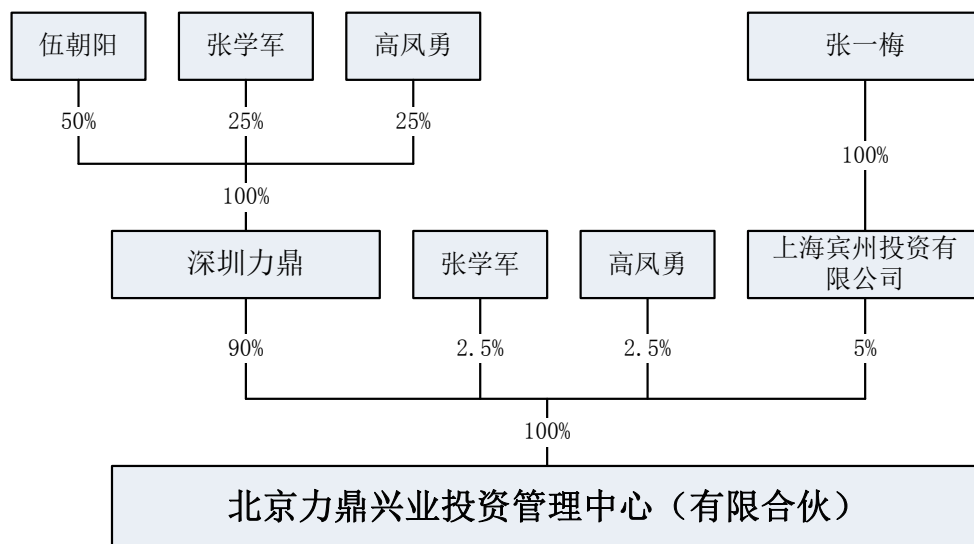 伍朝阳
张学军
高凤勇
张一梅
50%
25%
25%
100%
100%
深圳力鼎
张学军
高凤勇
上海宾州投资有
限公司
90%
2.5%
2.5%
5%
100%
北京力鼎兴业投资管理中心（有限合伙）